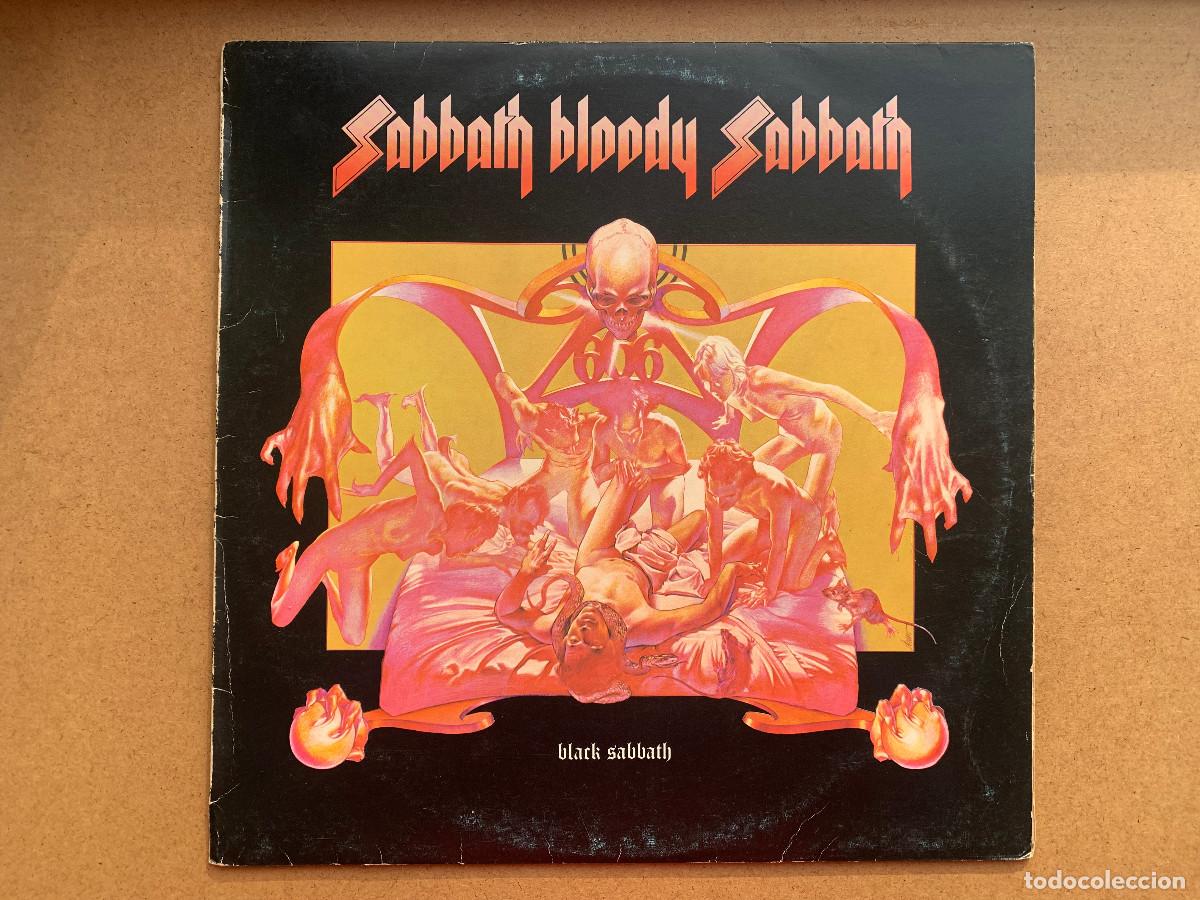 Sabbath bloody Sabbath
666
black sabbath
todocoleccion